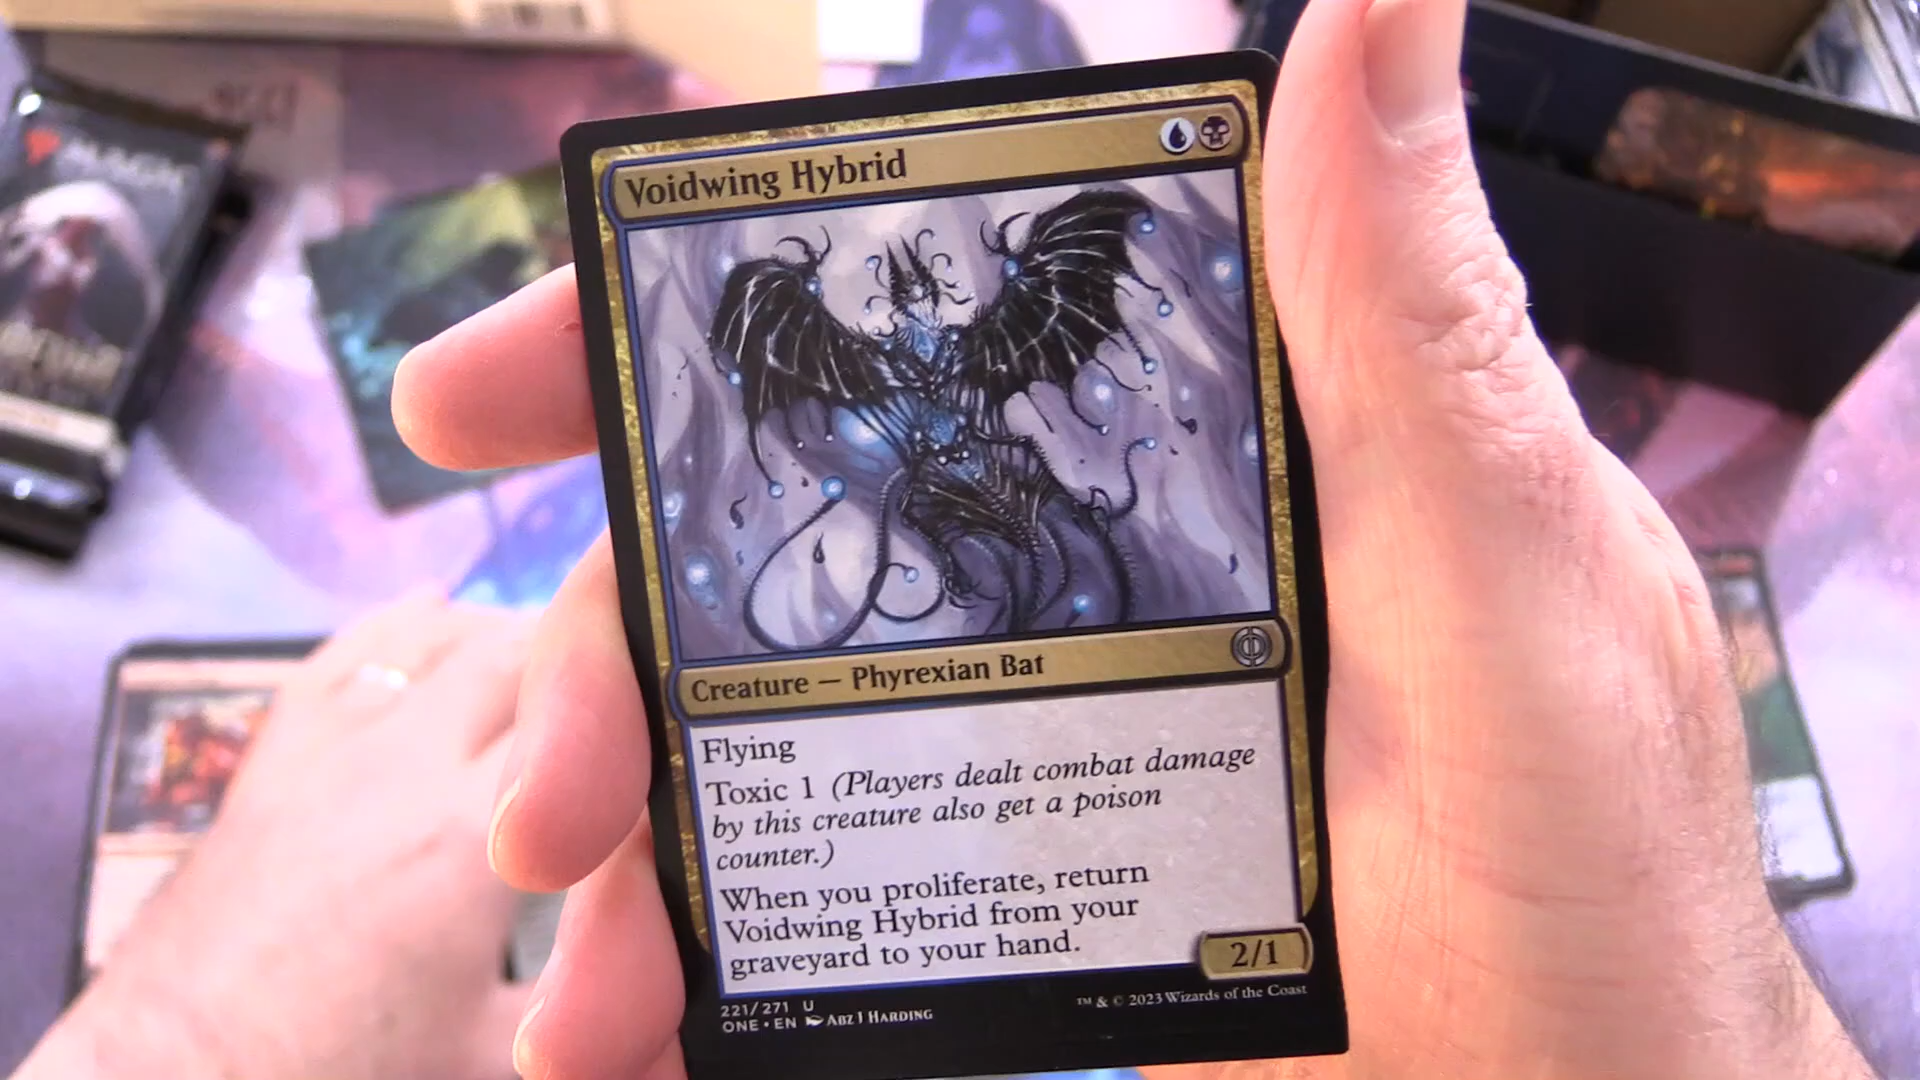 Voidwing Hybrid
Creature — Phyrexian Bat
Flying
Toxic 1 (Players dealt combat damage
by this creature also get a poison
counter.)
When you proliferate, return
Voidwing Hybrid from your
graveyard to your hand.
2/1
221/271 U
ONE • EN Abz J Harding
™ & © 2023 Wizards of the Coast